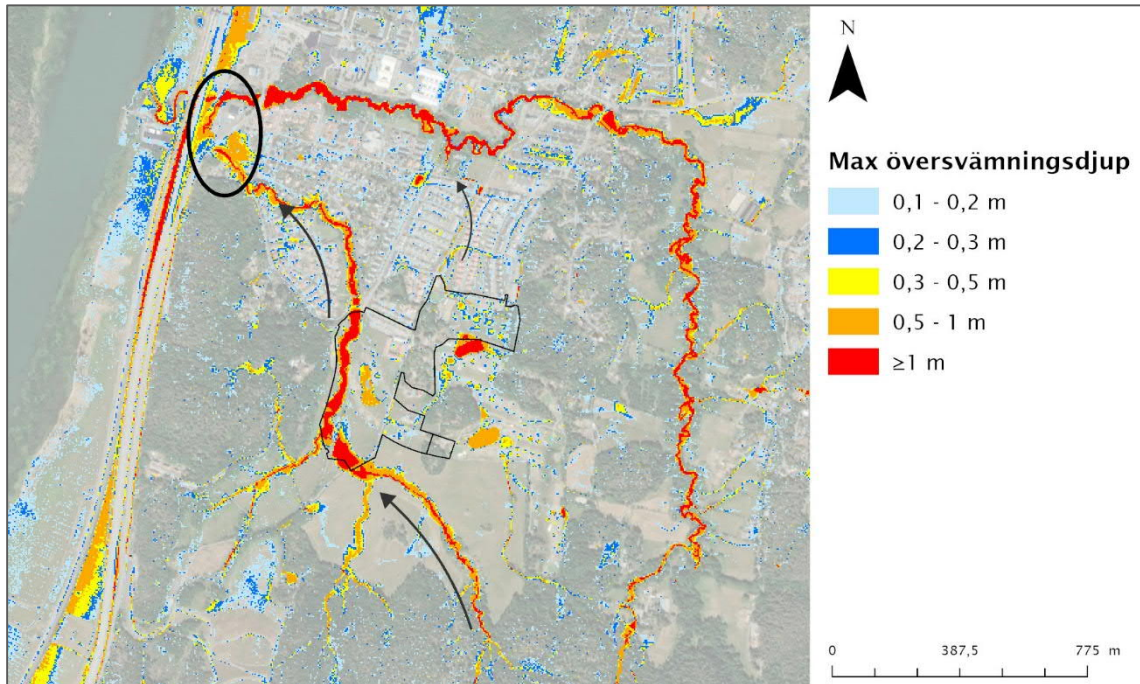 N
Max översvämningsdjup
0,1 - 0,2 m
0,2 - 0,3 m
0,3 - 0,5 m
0,5 - 1 m
≥1 m
0 387,5 775 m